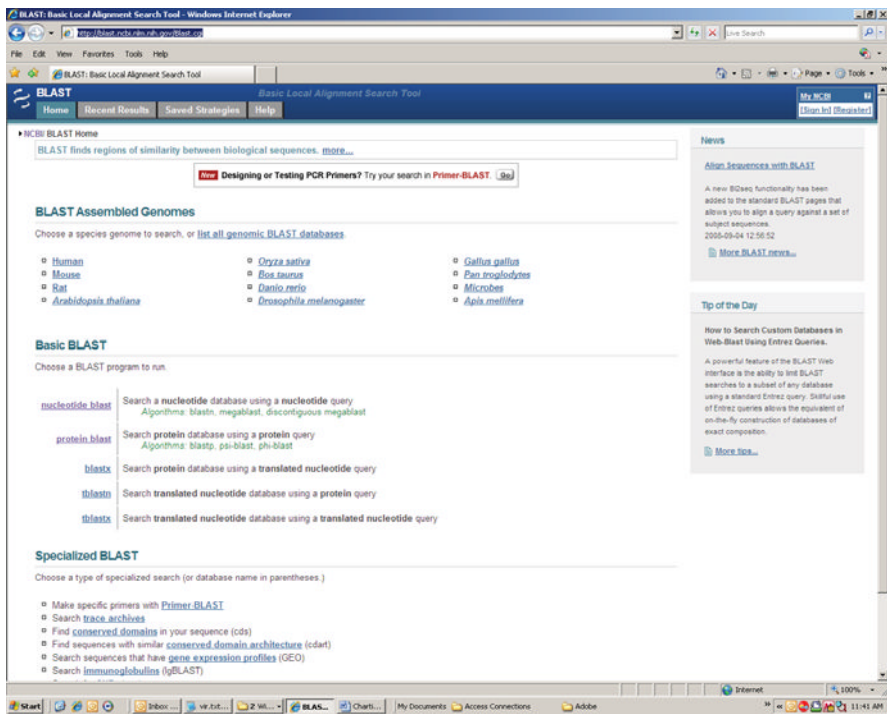 BLAST: Basic Local Alignment Search Tool - Windows Internet Explorer
http://blast.ncbi.nlm.nih.gov/Blast.cgi
Live Search
File Edit View Favorites Tools Help
BLAST: Basic Local Alignment Search Tool
Page Tools
BLAST Basic Local Alignment Search Tool
My NCBI
Home Recent Results Saved Strategies Help
[Sign In] [Register]
NCBI/ BLAST Home
BLAST finds regions of similarity between biological sequences. more...
New Designing or Testing PCR Primers? Try your search in Primer-BLAST. Go
BLAST Assembled Genomes
Choose a species genome to search, or list all genomic BLAST databases.
Human
Mouse
Rat
Arabidopsis thaliana
Oryza sativa
Bos taurus
Danio rerio
Drosophila melanogaster
Gallus gallus
Pan troglodytes
Microbes
Apis mellifera
Basic BLAST
Choose a BLAST program to run.
nucleotide blast Search a nucleotide database using a nucleotide query
Algorithms: blastn, megablast, discontiguous megablast
protein blast Search protein database using a protein query
Algorithms: blastp, psi-blast, phi-blast
blastx Search protein database using a translated nucleotide query
tblastn Search translated nucleotide database using a protein query
tblastx Search translated nucleotide database using a translated nucleotide query
Specialized BLAST
Choose a type of specialized search (or database name in parentheses.)
Make specific primers with Primer-BLAST
Search trace archives
Find conserved domains in your sequence (cds)
Find sequences with similar conserved domain architecture (cdart)
Search sequences that have gene expression profiles (GEO)
Search immunoglobulins (IgBLAST)
News
Align Sequences with BLAST
A new Bl2seq functionality has been
added to the standard BLAST pages that
allows you to align a query against a set of
subject sequences.
2008-09-04 12:56:52
More BLAST news...
Tip of the Day
How to Search Custom Databases in
Web-Blast Using Entrez Queries.
A powerful feature of the BLAST Web
interface is the ability to limit BLAST
searches to a subset of any database
using a standard Entrez query. Skillful use
of Entrez queries allows the equivalent of
on-the-fly construction of databases of
exact composition.
More tips...
Internet 100%
Start Inbox ... vir.txt... 2 Wi... BLAS... Charti... My Documents Access Connections Adobe 11:41 AM